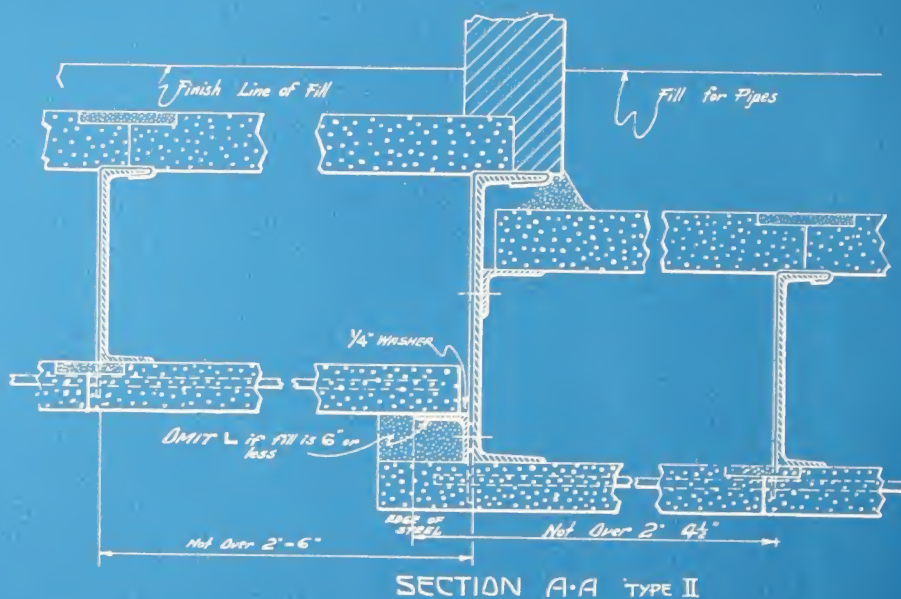 Finish Line of Fill
Fill for Pipes
1/4" WASHER
OMIT L if fill is 6" or
less
EDGE OF
STEEL
Not Over 2'-6"
Not Over 2' 4½"
SECTION A·A TYPE II